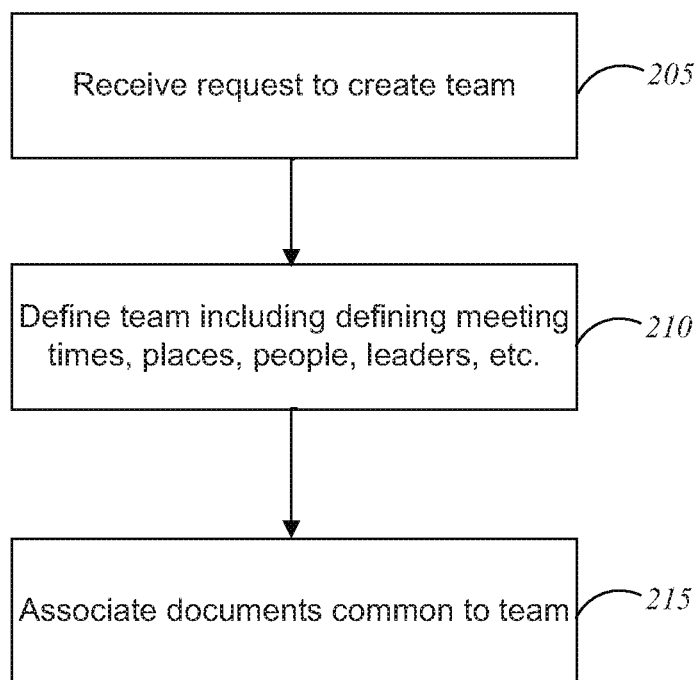 Receive request to create team
205
Define team including defining meeting
times, places, people, leaders, etc.
210
Associate documents common to team
215